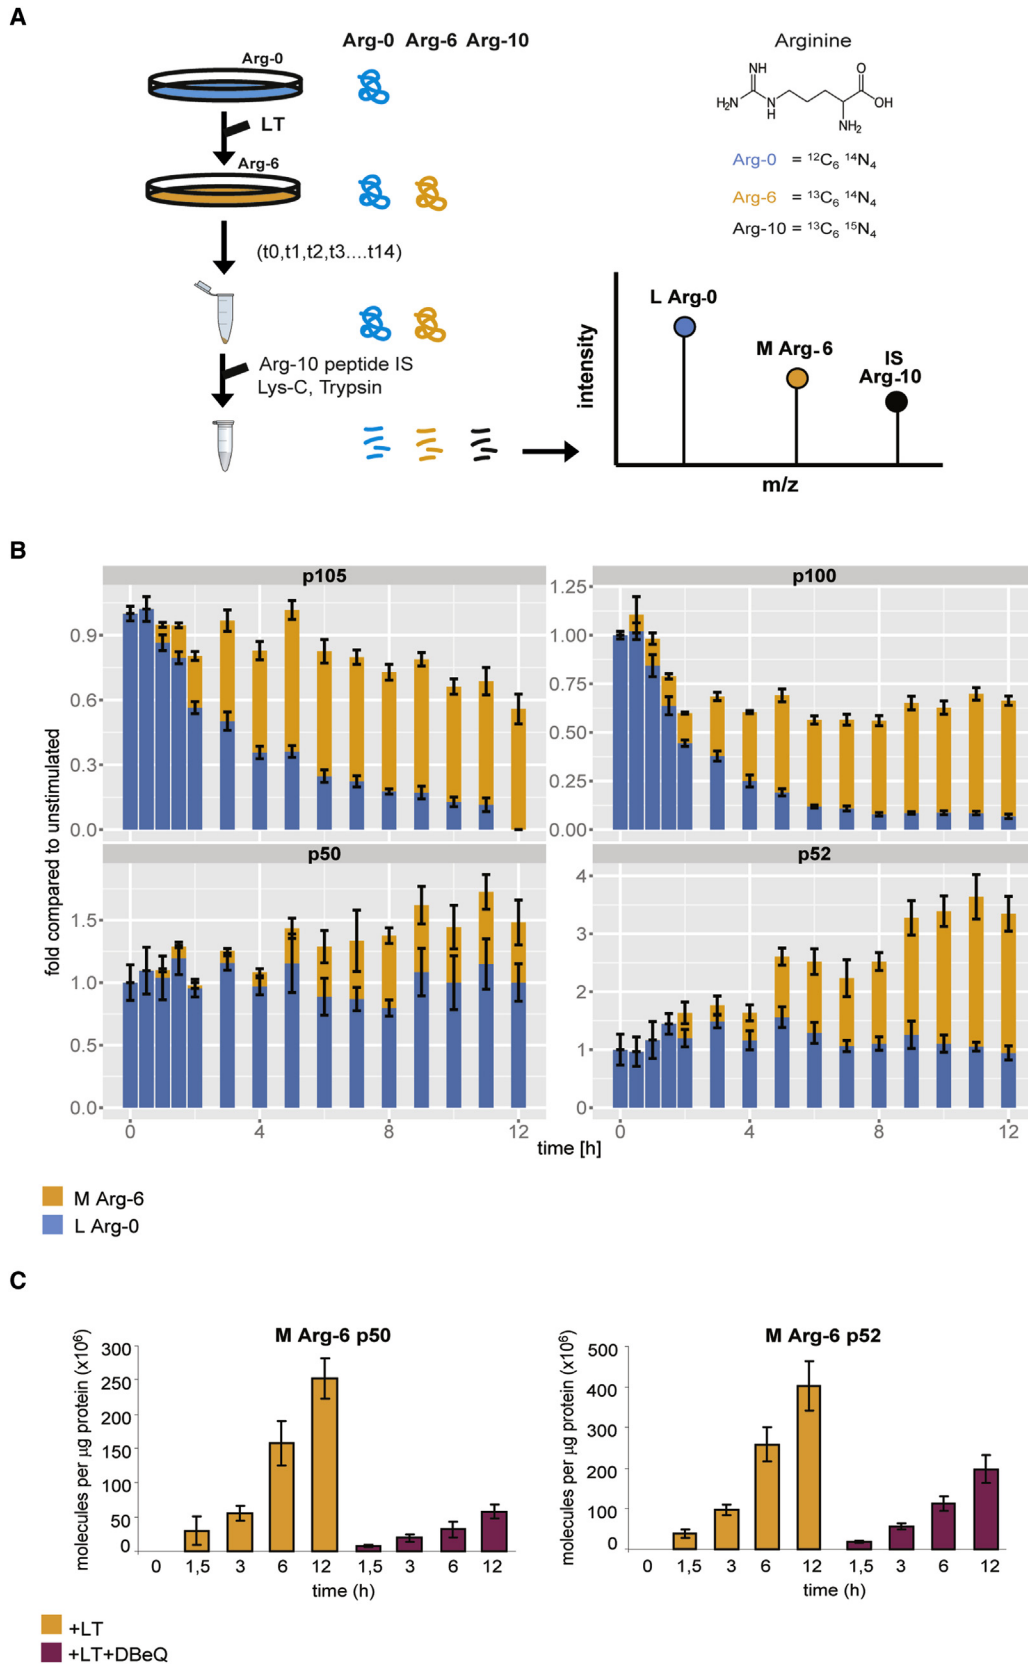 A
Arg-0 Arg-6 Arg-10
Arg-0
LT
Arg-6
(t0,t1,t2,t3....t14)
Arg-10 peptide IS
Lys-C, Trypsin
Arginine
NH
H₂N
N
H
O
OH
NH₂
Arg-0 = ¹²C₆ ¹⁴N₄
Arg-6 = ¹³C₆ ¹⁴N₄
Arg-10 = ¹³C₆ ¹⁵N₄
intensity
L Arg-0
M Arg-6
IS
Arg-10
m/z
B
fold compared to unstimulated
p105
0.9
0.6
0.3
0.0
p100
1.25
1.00
0.75
0.50
0.25
0.00
p50
1.5
1.0
0.5
0.0
0 4 8 12
p52
4
3
2
1
0
0 4 8 12
time [h]
M Arg-6
L Arg-0
C
M Arg-6 p50
molecules per µg protein (x10⁶)
300
250
200
150
100
50
0
0 1,5 3 6 12 1,5 3 6 12
time (h)
M Arg-6 p52
molecules per µg protein (x10⁶)
500
400
300
200
100
0
0 1,5 3 6 12 1,5 3 6 12
time (h)
+LT
+LT+DBeQ